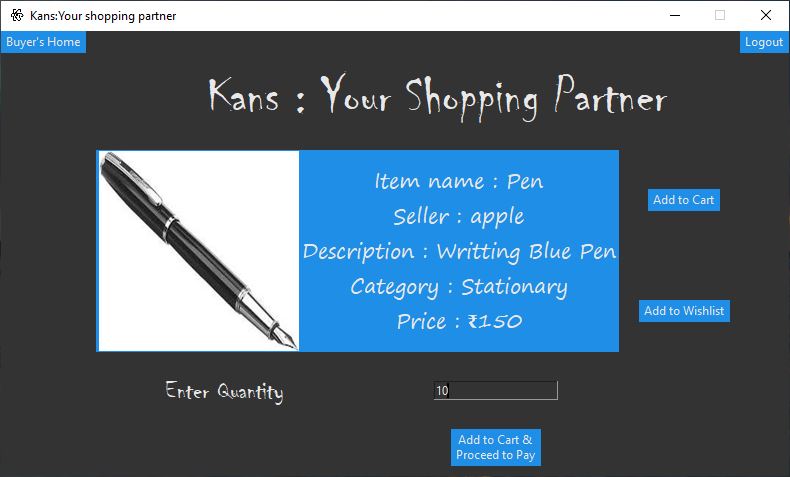 Kans:Your shopping partner
Buyer's Home
Logout
Kans : Your Shopping Partner
Item name : Pen
Seller : apple
Description : Writting Blue Pen
Category : Stationary
Price : ₹150
Add to Cart
Add to Wishlist
Enter Quantity
10
Add to Cart &
Proceed to Pay